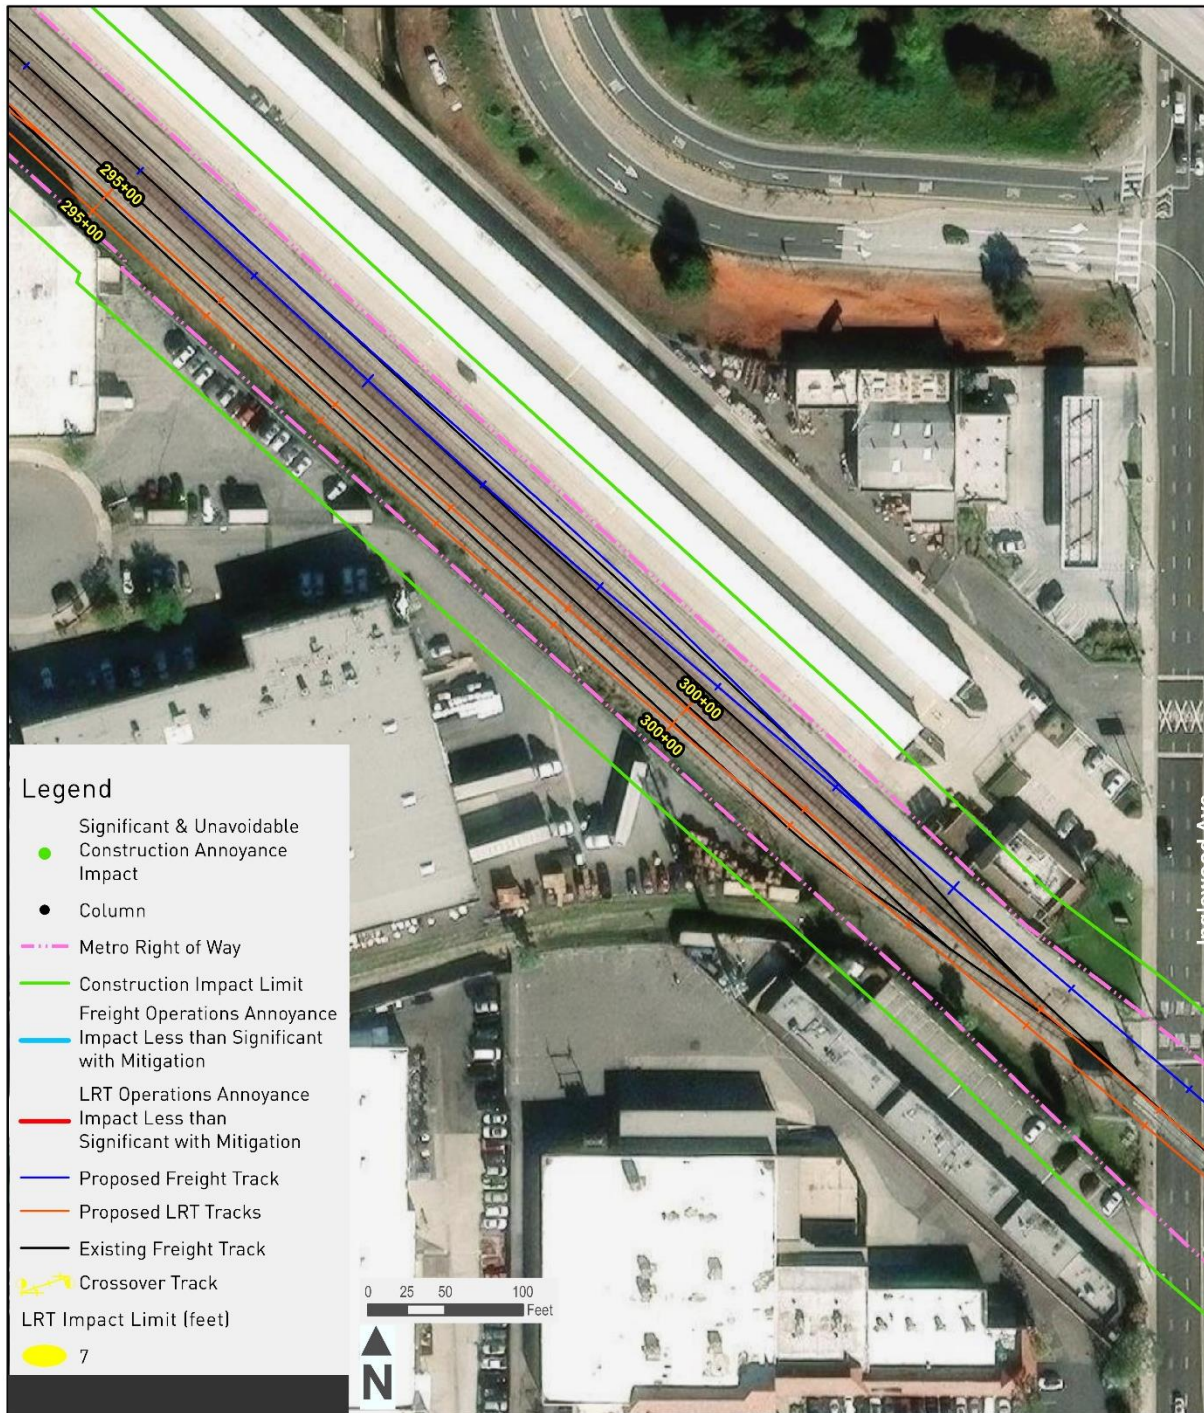 295+00
295+00
300+00
300+00
Inglewood Ave
Legend
Significant & Unavoidable
Construction Annoyance
Impact
Column
Metro Right of Way
Construction Impact Limit
Freight Operations Annoyance
Impact Less than Significant
with Mitigation
LRT Operations Annoyance
Impact Less than
Significant with Mitigation
Proposed Freight Track
Proposed LRT Tracks
Existing Freight Track
Crossover Track
LRT Impact Limit (feet)
7
0 25 50 100
Feet
N